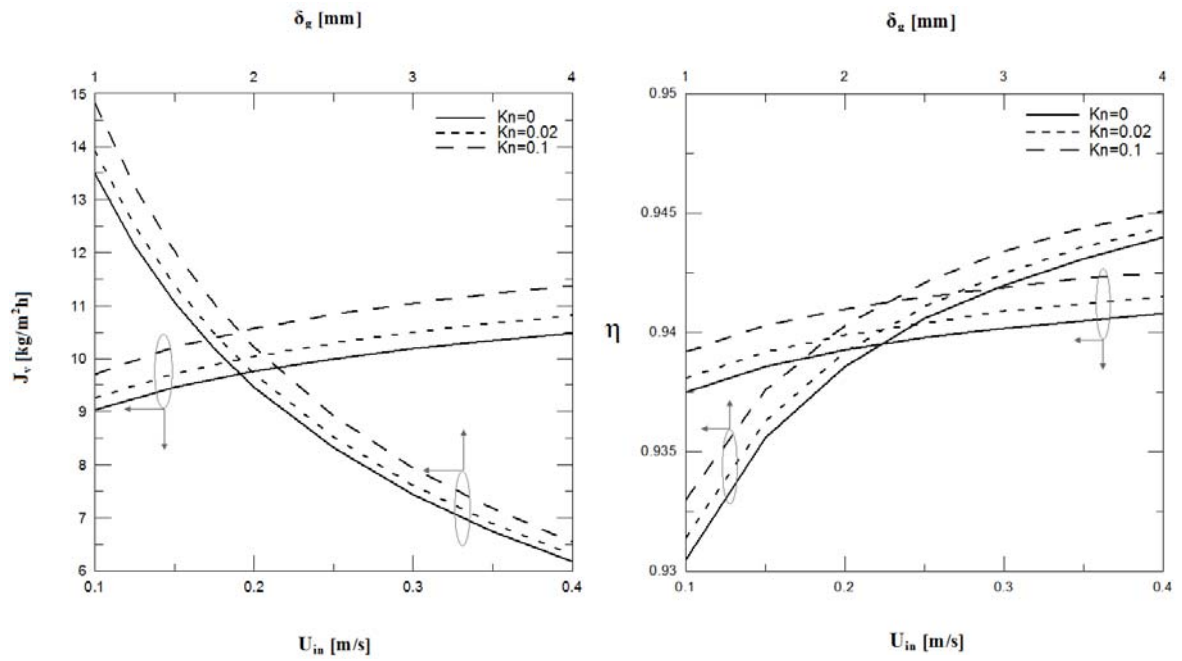 δg [mm]
1 2 3 4
15
14
13
12
11
10
9
8
7
6
Jv [kg/m²h]
Kn=0
Kn=0.02
Kn=0.1
0.1 0.2 0.3 0.4
Uin [m/s]
δg [mm]
1 2 3 4
0.95
0.945
0.94
0.935
0.93
η
Kn=0
Kn=0.02
Kn=0.1
0.1 0.2 0.3 0.4
Uin [m/s]